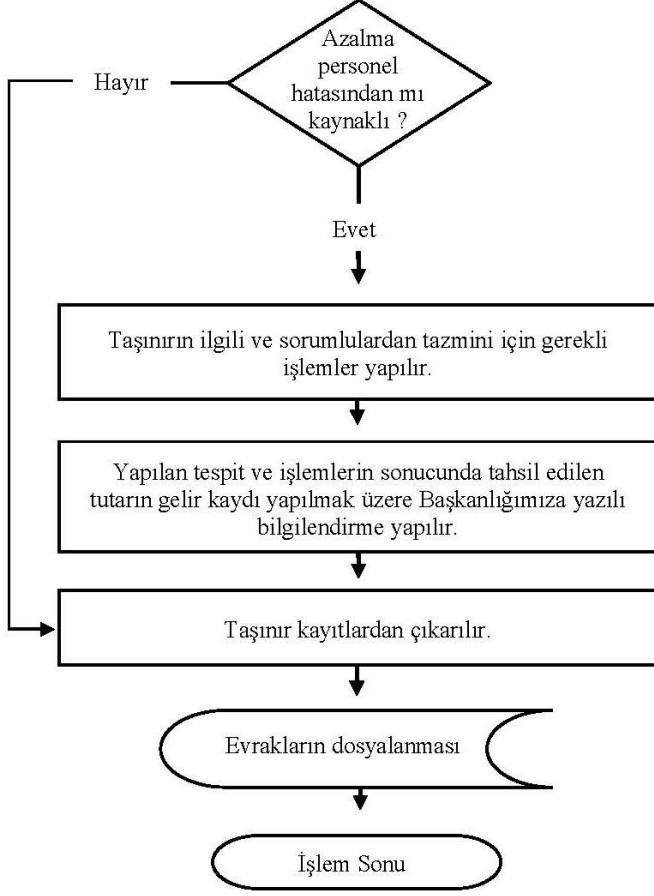 Azalma
personel
hatasından mı
kaynaklı ?
Hayır
Evet
Taşınırın ilgili ve sorumlulardan tazmini için gerekli
işlemler yapılır.
Yapılan tespit ve işlemlerin sonucunda tahsil edilen
tutarın gelir kaydı yapılmak üzere Başkanlığımıza yazılı
bilgilendirme yapılır.
Taşınır kayıtlardan çıkarılır.
Evrakların dosyalanması
İşlem Sonu